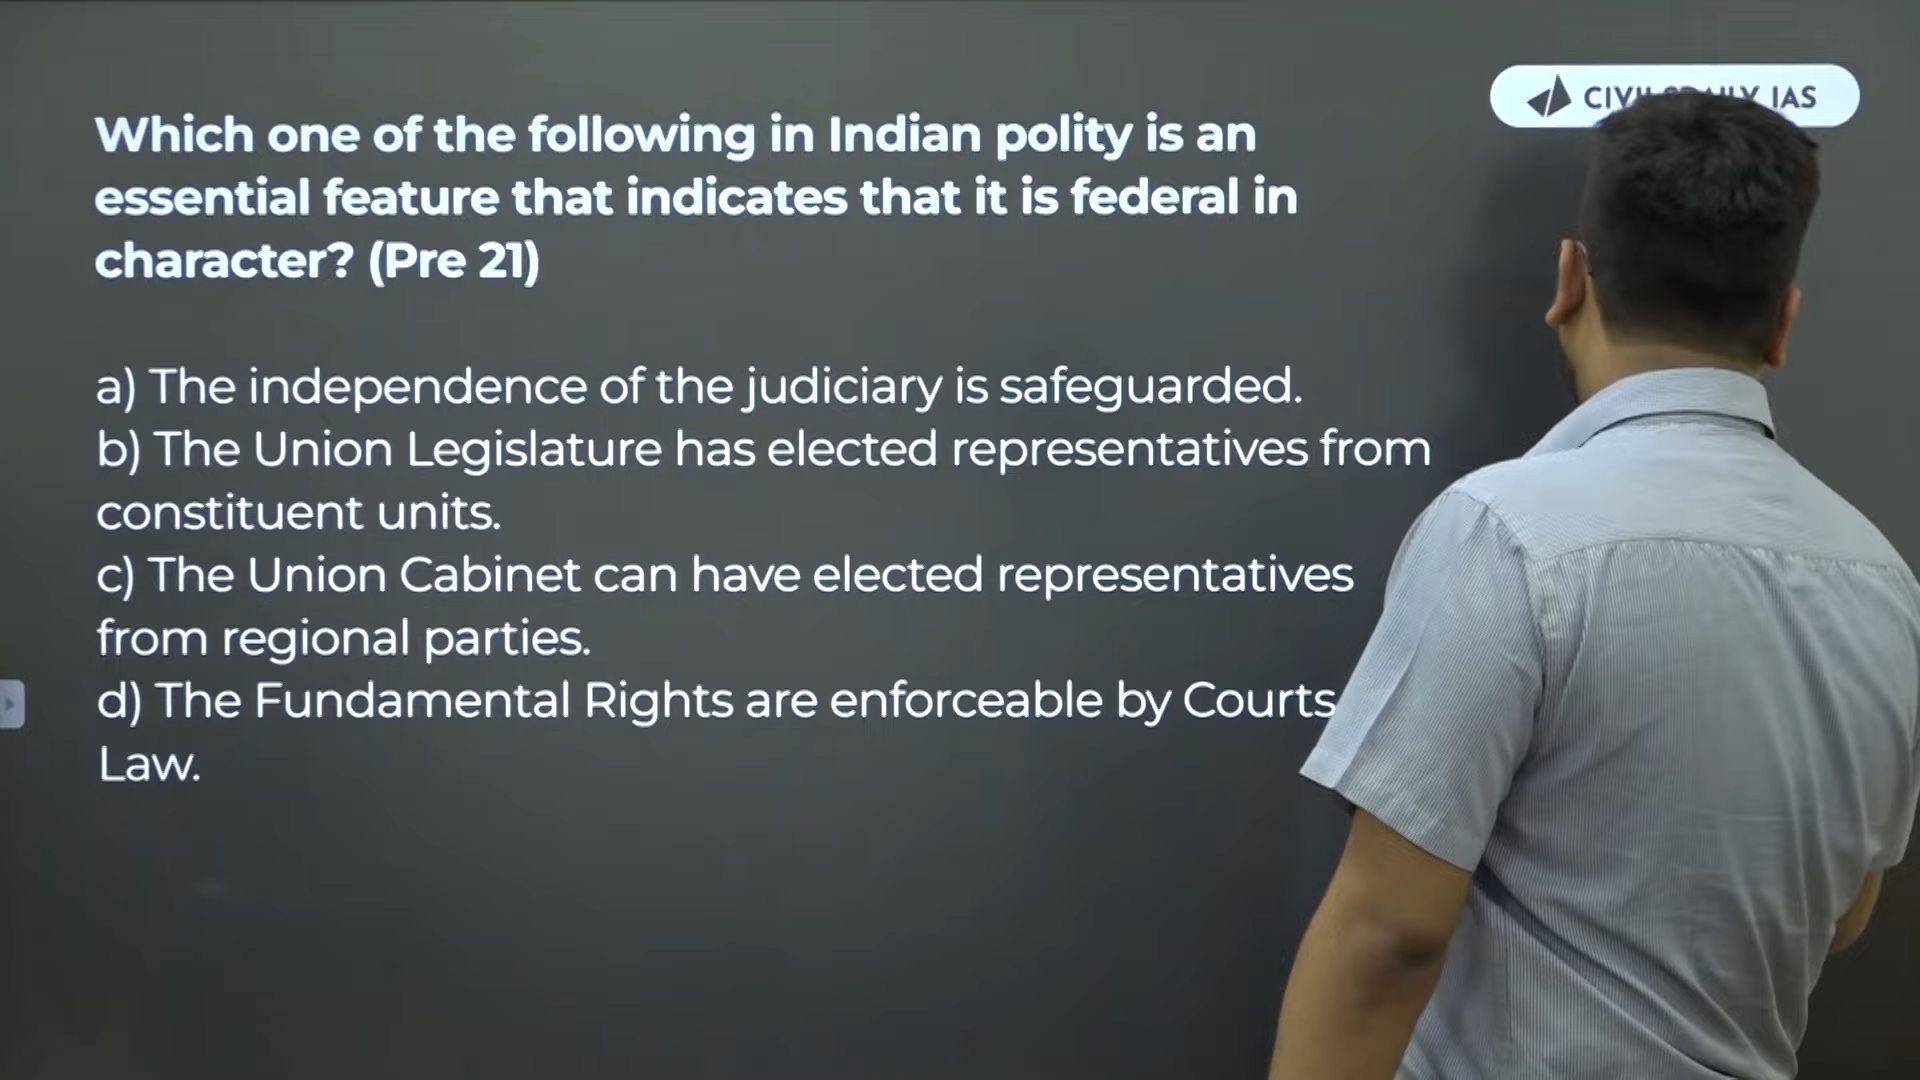 CIVILSDAILY IAS
Which one of the following in Indian polity is an
essential feature that indicates that it is federal in
character? (Pre 21)
a) The independence of the judiciary is safeguarded.
b) The Union Legislature has elected representatives from
constituent units.
c) The Union Cabinet can have elected representatives
from regional parties.
d) The Fundamental Rights are enforceable by Courts
Law.